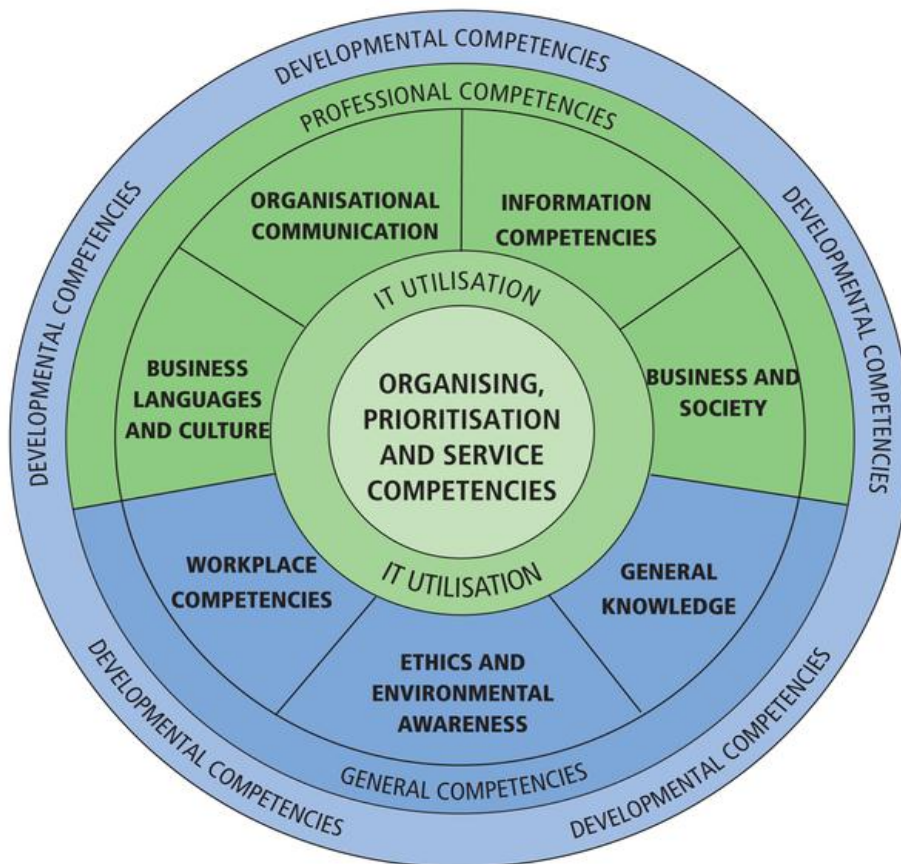 DEVELOPMENTAL COMPETENCIES
PROFESSIONAL COMPETENCIES
DEVELOPMENTAL COMPETENCIES
DEVELOPMENTAL COMPETENCIES
ORGANISATIONAL
COMMUNICATION
INFORMATION
COMPETENCIES
IT UTILISATION
BUSINESS
LANGUAGES
AND CULTURE
ORGANISING,
PRIORITISATION
AND SERVICE
COMPETENCIES
BUSINESS AND
SOCIETY
WORKPLACE
COMPETENCIES
IT UTILISATION
GENERAL
KNOWLEDGE
ETHICS AND
ENVIRONMENTAL
AWARENESS
GENERAL COMPETENCIES
DEVELOPMENTAL COMPETENCIES
DEVELOPMENTAL COMPETENCIES